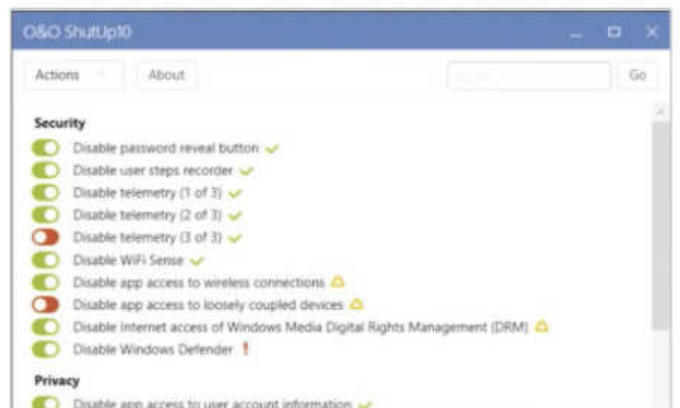 O&O ShutUp10
Actions About Go
Security
Disable password reveal button
Disable user steps recorder
Disable telemetry (1 of 3)
Disable telemetry (2 of 3)
Disable telemetry (3 of 3)
Disable WiFi Sense
Disable app access to wireless connections
Disable app access to loosely coupled devices
Disable Internet access of Windows Media Digital Rights Management (DRM)
Disable Windows Defender
Privacy
Disable app access to user account information